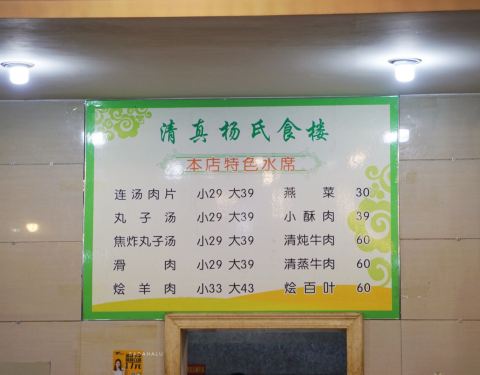 清真杨氏食楼
本店特色水席
连汤肉片 小29 大39 燕菜 30
丸子汤 小29 大39 小酥肉 39
焦炸丸子汤 小29 大39 清炖牛肉 60
滑肉 小29 大39 清蒸牛肉 60
烩羊肉 小33 大43 烩百叶 60
17元